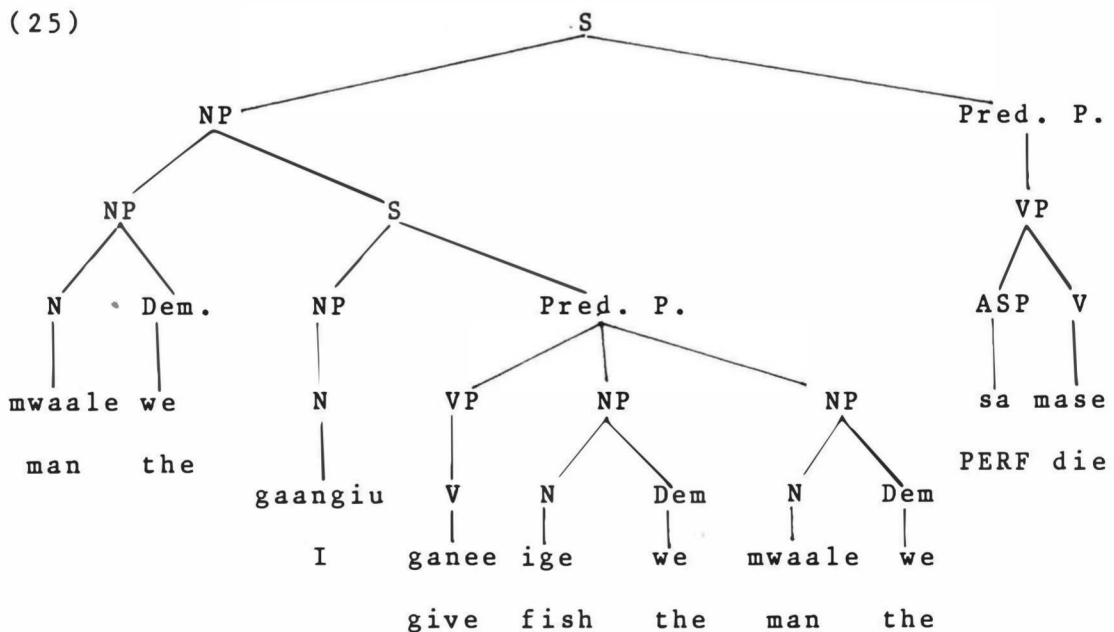 (25)
S
NP Pred. P.
NP S VP
N Dem. NP Pred. P. ASP V
mwaale we N VP NP NP sa mase
man the PERF die
gaangiu V N Dem N Dem
I ganee ige we mwaale we
give fish the man the